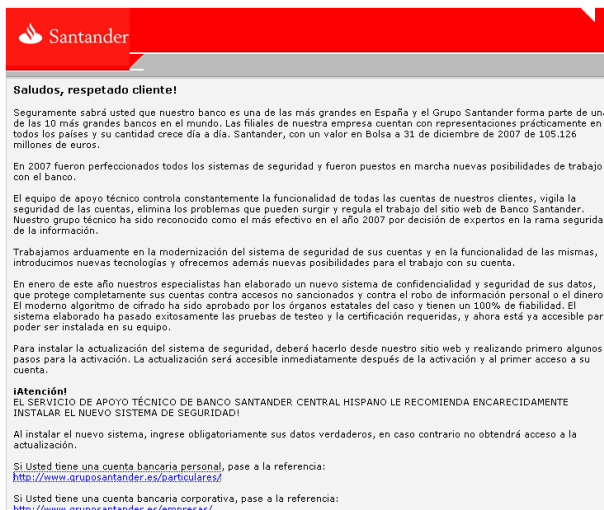 Santander
Saludos, respetado cliente!
Seguramente sabrá usted que nuestro banco es una de las más grandes en España y el Grupo Santander forma parte de
de las 10 más grandes bancos en el mundo. Las filiales de nuestra empresa cuentan con representaciones prácticamente en
todos los países y su cantidad crece día a día. Santander, con un valor en Bolsa a 31 de diciembre de 2007 de 105.126
millones de euros.
En 2007 fueron perfeccionados todos los sistemas de seguridad y fueron puestos en marcha nuevas posibilidades de trabajo
con el banco.
El equipo de apoyo técnico controla constantemente la funcionalidad de todas las cuentas de nuestros clientes, vigila la
seguridad de las cuentas, elimina los problemas que pueden surgir y regula el trabajo del sitio web de Banco Santander.
Nuestro grupo técnico ha sido reconocido como el más efectivo en el año 2007 por decisión de expertos en la rama segurida
de la información.
Trabajamos arduamente en la modernización del sistema de seguridad de sus cuentas y en la funcionalidad de las mismas,
introducimos nuevas tecnologías y ofrecemos además nuevas posibilidades para el trabajo con su cuenta.
En enero de este año nuestros especialistas han elaborado un nuevo sistema de confidencialidad y seguridad de sus datos,
que protege completamente sus cuentas contra accesos no sancionados y contra el robo de información personal o el dinero
El moderno algoritmo de cifrado ha sido aprobado por los órganos estatales del caso y tienen un 100% de fiabilidad. El
sistema elaborado ha pasado exitosamente las pruebas de testeo y la certificación requeridas, y ahora está ya accesible par
poder ser instalada en su equipo.
Para instalar la actualización del sistema de seguridad, deberá hacerlo desde nuestro sitio web y realizando primero algunos
pasos para la activación. La actualización será accesible inmediatamente después de la activación y al primer acceso a su
cuenta.
¡Atención!
EL SERVICIO DE APOYO TÉCNICO DE BANCO SANTANDER CENTRAL HISPANO LE RECOMIENDA ENCARECIDAMENTE
INSTALAR EL NUEVO SISTEMA DE SEGURIDAD!
Al instalar el nuevo sistema, ingrese obligatoriamente sus datos verdaderos, en caso contrario no obtendrá acceso a la
actualización.
Si Usted tiene una cuenta bancaria personal, pase a la referencia:
http://www.gruposantander.es/particulares/
Si Usted tiene una cuenta bancaria corporativa, pase a la referencia:
http://www.gruposantander.es/empresas/